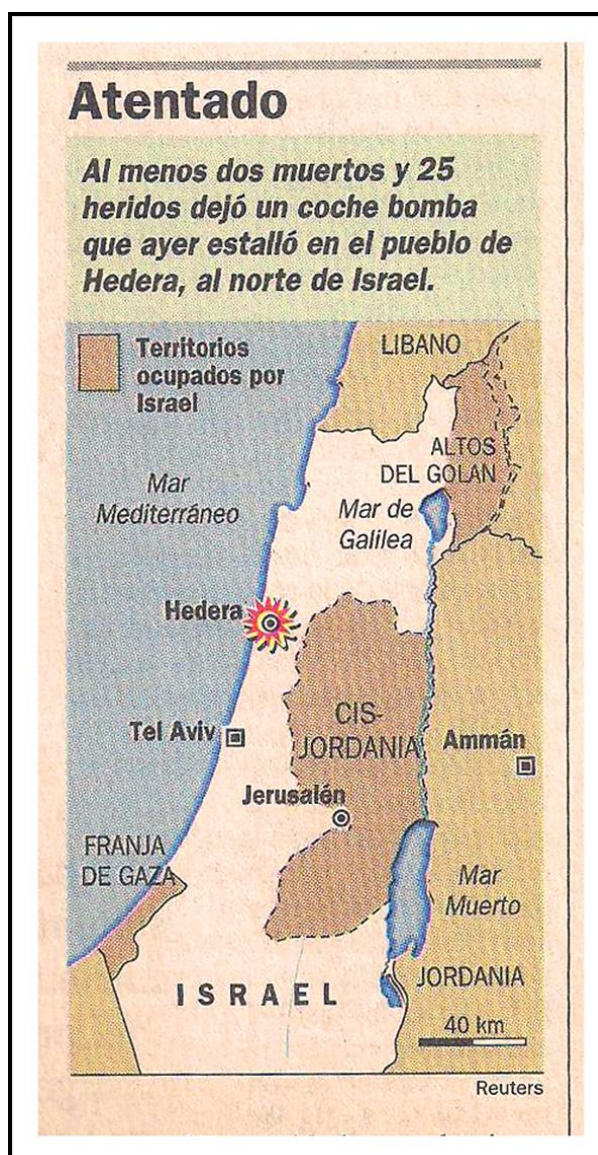 Atentado
Al menos dos muertos y 25
heridos dejó un coche bomba
que ayer estalló en el pueblo de
Hedera, al norte de Israel.
Territorios
ocupados por
Israel
LIBANO
ALTOS
DEL GOLAN
Mar
Mediterráneo
Mar de
Galilea
Hedera
CIS-
JORDANIA
Tel Aviv
Ammán
Jerusalén
FRANJA
DE GAZA
Mar
Muerto
ISRAEL
JORDANIA
40 km
Reuters